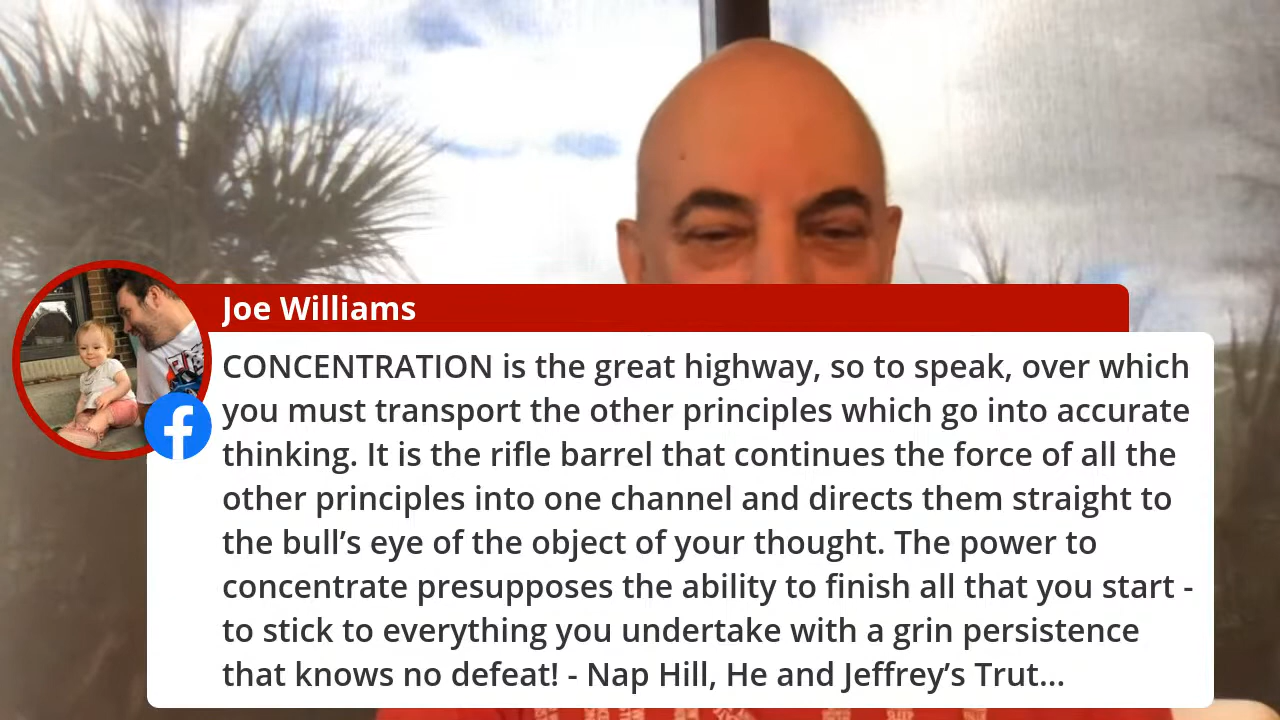 Joe Williams
CONCENTRATION is the great highway, so to speak, over which
you must transport the other principles which go into accurate
thinking. It is the rifle barrel that continues the force of all the
other principles into one channel and directs them straight to
the bull’s eye of the object of your thought. The power to
concentrate presupposes the ability to finish all that you start -
to stick to everything you undertake with a grin persistence
that knows no defeat! - Nap Hill, He and Jeffrey’s Trut...